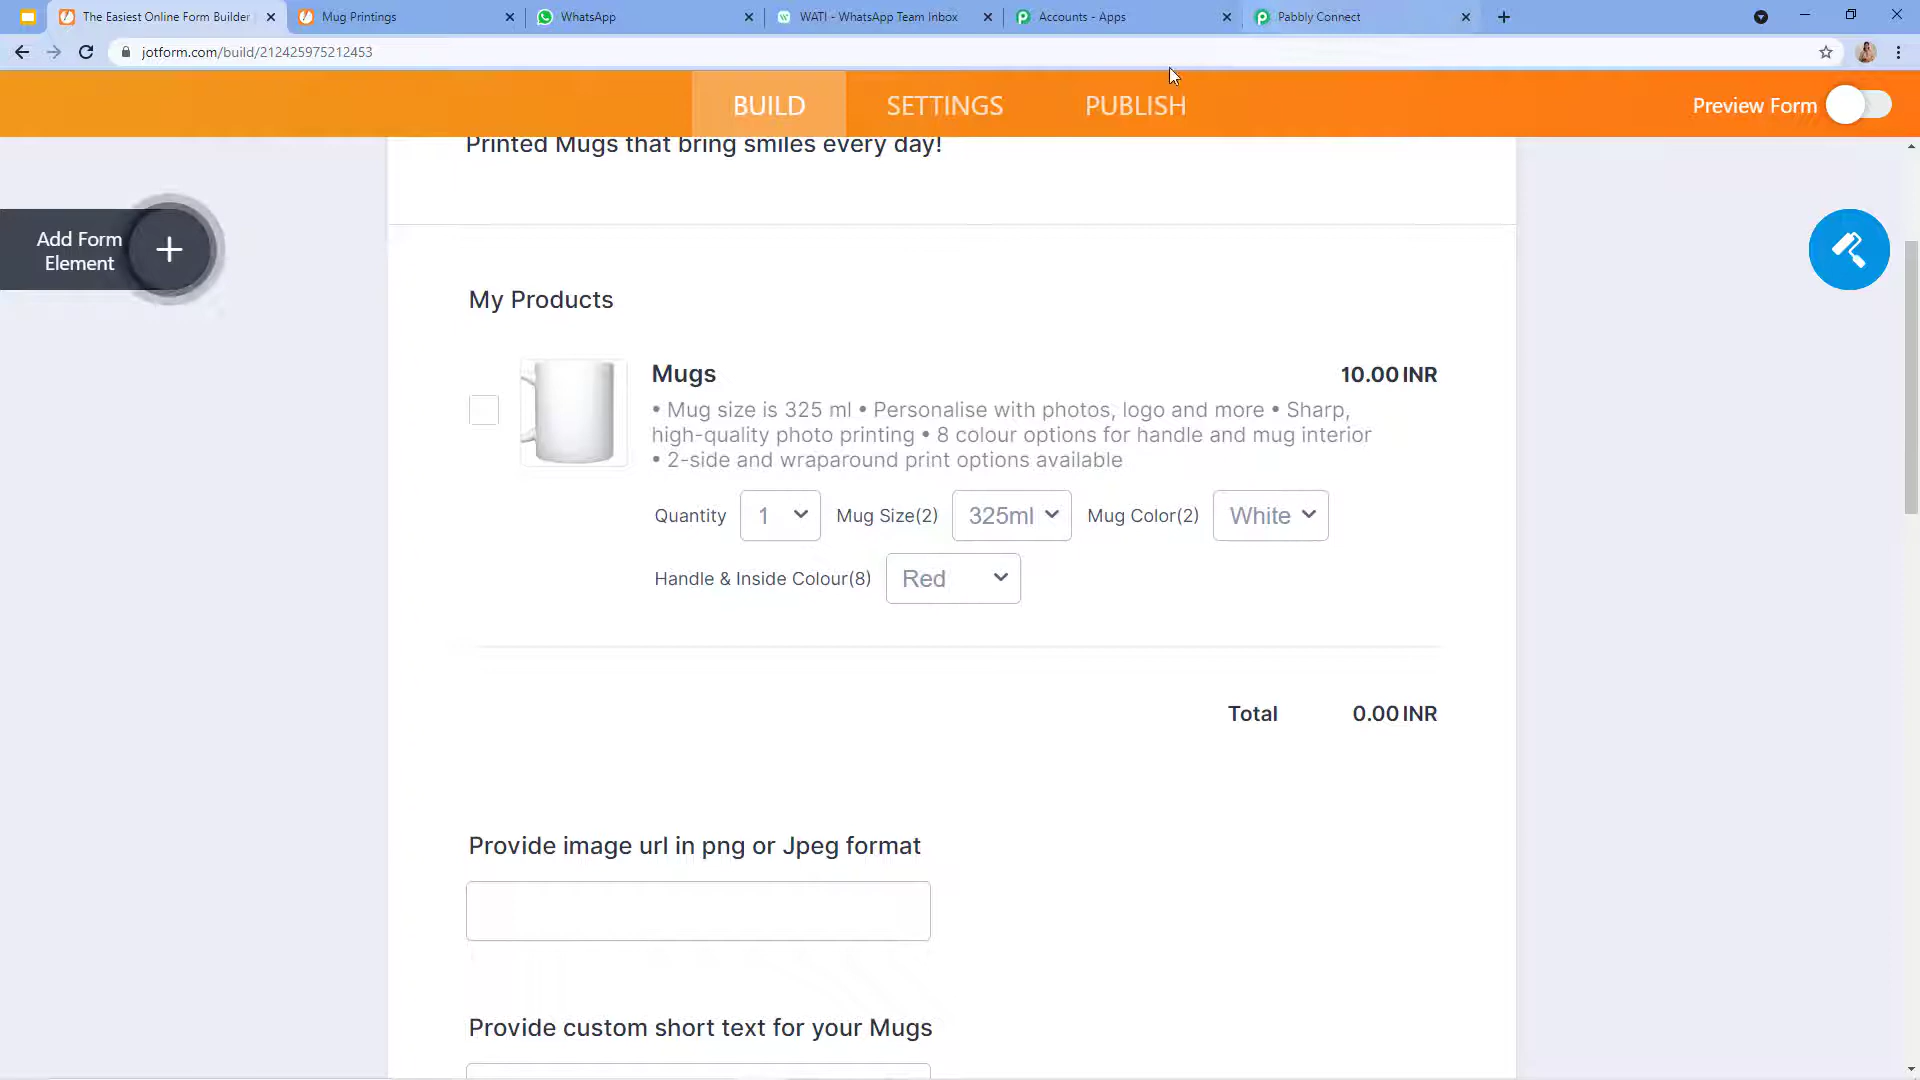 The Easiest Online Form Builder
Mug Printings
WhatsApp
WATI - WhatsApp Team Inbox
Accounts - Apps
Pabbly Connect
jotform.com/build/212425975212453
BUILD
SETTINGS
PUBLISH
Preview Form
Printed Mugs that bring smiles every day!
Add Form
Element
My Products
Mugs
10.00 INR
• Mug size is 325 ml • Personalise with photos, logo and more • Sharp,
high-quality photo printing • 8 colour options for handle and mug interior
• 2-side and wraparound print options available
Quantity 1 Mug Size(2) 325ml Mug Color(2) White
Handle & Inside Colour(8) Red
Total 0.00 INR
Provide image url in png or Jpeg format
Provide custom short text for your Mugs